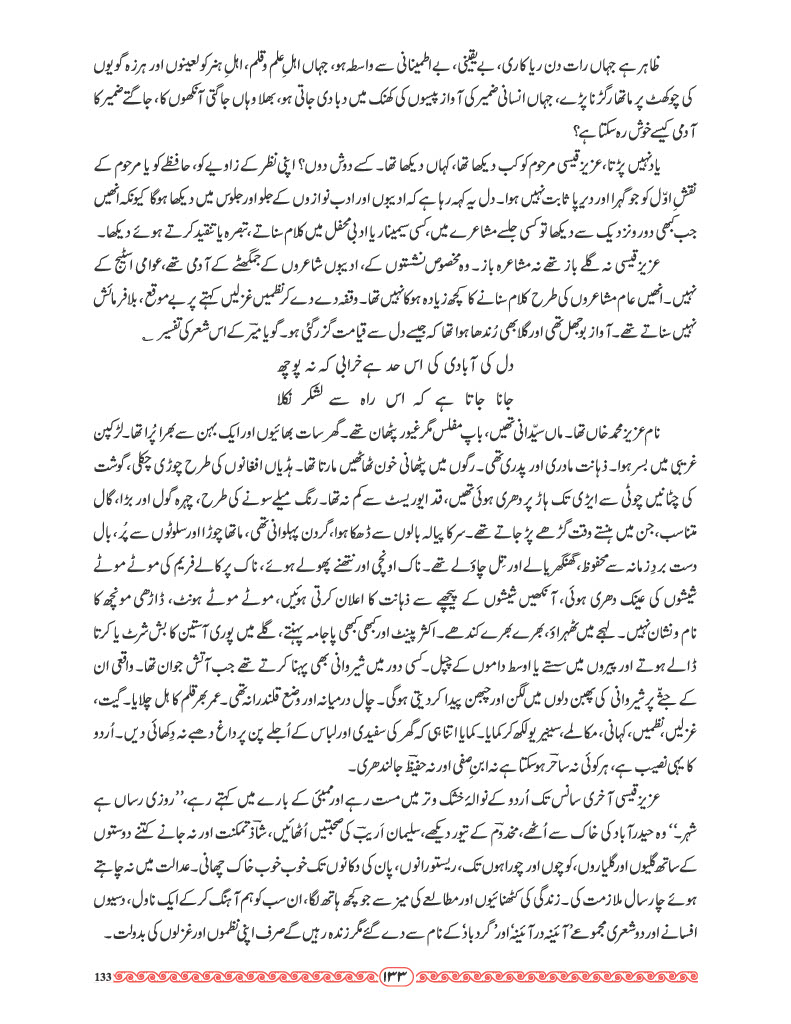 ظاہر ہے جہاں رات دن ریاکاری، بے یقینی، بے اطمینانی سے واسطہ ہو، جہاں اہلِ علم و قلم، اہلِ ہنر کو لعینوں اور ہرزہ گویوں
کی چوکھٹ پر ماتھا رگڑنا پڑے، جہاں انسانی ضمیر کی آواز پیسوں کی کھنک میں دبا دی جاتی ہو، بھلا وہاں جاگتی آنکھوں کا، جاگتے ضمیر کا
آدمی کیسے خوش رہ سکتا ہے؟
یاد نہیں پڑتا، عزیز قیسی مرحوم کو کب دیکھا تھا، کہاں دیکھا تھا۔ کسے دوش دوں؟ اپنی نظر کے زاویے کو، حافظے کو یا مرحوم کے
نقشِ اوّل کو جو گہرا اور دیرپا ثابت نہیں ہوا۔ دل یہ کہہ رہا ہے کہ ادیبوں اور ادب نوازوں کے جلو اور جلوس میں دیکھا ہوگا کیونکہ انھیں
جب کبھی دور و نزدیک سے دیکھا تو کسی جلسے مشاعرے میں، کسی سیمینار یا ادبی محفل میں کلام سناتے، تبصرہ یا تنقید کرتے ہوئے دیکھا۔
عزیز قیسی نہ گلے باز تھے نہ مشاعرہ باز۔ وہ مخصوص نشستوں کے، ادیبوں شاعروں کے جمگھٹے کے آدمی تھے، عوامی اسٹیج کے
نہیں۔ انھیں عام مشاعروں کی طرح کلام سنانے کا کچھ زیادہ ہوکا نہیں تھا۔ وقفہ دے دے کر نظمیں غزلیں کہتے پر بے موقع، بلا فرمائش
نہیں سناتے تھے۔ آواز بوجھل تھی اور گلا بھی رُندھا ہوا تھا کہ جیسے دل سے قیامت گزر گئی ہو۔ گویا میرؔ کے اس شعر کی تفسیر ؎
دل کی آبادی کی اس حد ہے خرابی کہ نہ پوچھ
جانا جاتا ہے کہ اس راہ سے لشکر نکلا
نام عزیز محمد خاں تھا۔ ماں سیّدانی تھیں، باپ مفلس مگر غیور پٹھان تھے۔ گھر سات بھائیوں اور ایک بہن سے بھرا پُرا تھا۔ لڑکپن
غریبی میں بسر ہوا۔ ذہانت مادری اور پدری تھی۔ رگوں میں پٹھانی خون ٹھاٹھیں مارتا تھا۔ ہڈیاں افغانوں کی طرح چوڑی چکلی، گوشت
کی چٹانیں چوٹی سے ایڑی تک ہاڑ پر دھری ہوئی تھیں، قد ایوریسٹ سے کم نہ تھا۔ رنگ میلے سونے کی طرح، چہرہ گول اور بڑا، گال
متناسب، جن میں ہنستے وقت گڑھے پڑ جاتے تھے۔ سر کا پیالہ بالوں سے ڈھکا ہوا، گردن پہلوانی تھی، ماتھا چوڑا اور سلوٹوں سے پُر، بال
دست بردِ زمانہ سے محفوظ، گھنگھریالے اور تِل چاؤلے تھے۔ ناک اونچی اور نتھنے پھولے ہوئے، ناک پر کالے فریم کی موٹے موٹے
شیشوں کی عینک دھری ہوئی، آنکھیں شیشوں کے پیچھے سے ذہانت کا اعلان کرتی ہوئیں، موٹے موٹے ہونٹ، ڈاڑھی مونچھ کا
نام و نشان نہیں۔ لہجے میں ٹھہراؤ، بھرے بھرے کندھے۔ اکثر پینٹ اور کبھی کبھی پاجامہ پہنتے، گلے میں پوری آستین کا بش شرٹ یا کرتا
ڈالے ہوتے اور پیروں میں سستے یا اوسط داموں کے چپل۔ کسی دور میں شیروانی بھی پہنا کرتے تھے جب آتش جوان تھا۔ واقعی ان
کے جثّے پر شیروانی کی پھبن دلوں میں لگن اور چبھن پیدا کر دیتی ہوگی۔ چال درمیانہ اور وضع قلندرانہ تھی۔ عمر بھر قلم کا ہل چلایا۔ گیت،
غزلیں، نظمیں، کہانی، مکالمے، سینیریو لکھ کر کمایا۔ کمایا اتنا ہی کہ گھر کی سفیدی اور لباس کے اُجلے پن پر داغ دھبے نہ دِکھائی دیں۔ اُردو
کا یہی نصیب ہے، ہر کوئی نہ ساحرؔ ہو سکتا ہے نہ ابنِ صفی اور نہ حفیظؔ جالندھری۔
عزیز قیسی آخری سانس تک اُردو کے نوالۂ خشک و تر میں مست رہے اور ممبئی کے بارے میں کہتے رہے، ’’روزی رساں ہے
شہر۔‘‘ وہ حیدرآباد کی خاک سے اُٹھے، مخدومؔ کے تیور دیکھے، سلیمان اریبؔ کی صحبتیں اُٹھائیں، شاذؔ تمکنت اور نہ جانے کتنے دوستوں
کے ساتھ گلیوں اور گلیاروں، کوچوں اور چوراہوں تک، ریستورانوں، پان کی دکانوں تک خوب خوب خاک چھانی۔ عدالت میں نہ چاہتے
ہوئے چار سال ملازمت کی۔ زندگی کی کٹھنائیوں اور مطالعے کی میز سے جو کچھ ہاتھ لگا، ان سب کو ہم آہنگ کر کے ایک ناول، دسیوں
افسانے اور دو شعری مجموعے ’آئینہ در آئینہ‘ اور ’گردباد‘ کے نام سے دے گئے مگر زندہ رہیں گے صرف اپنی نظموں اور غزلوں کی بدولت۔
133 ۱۳۳